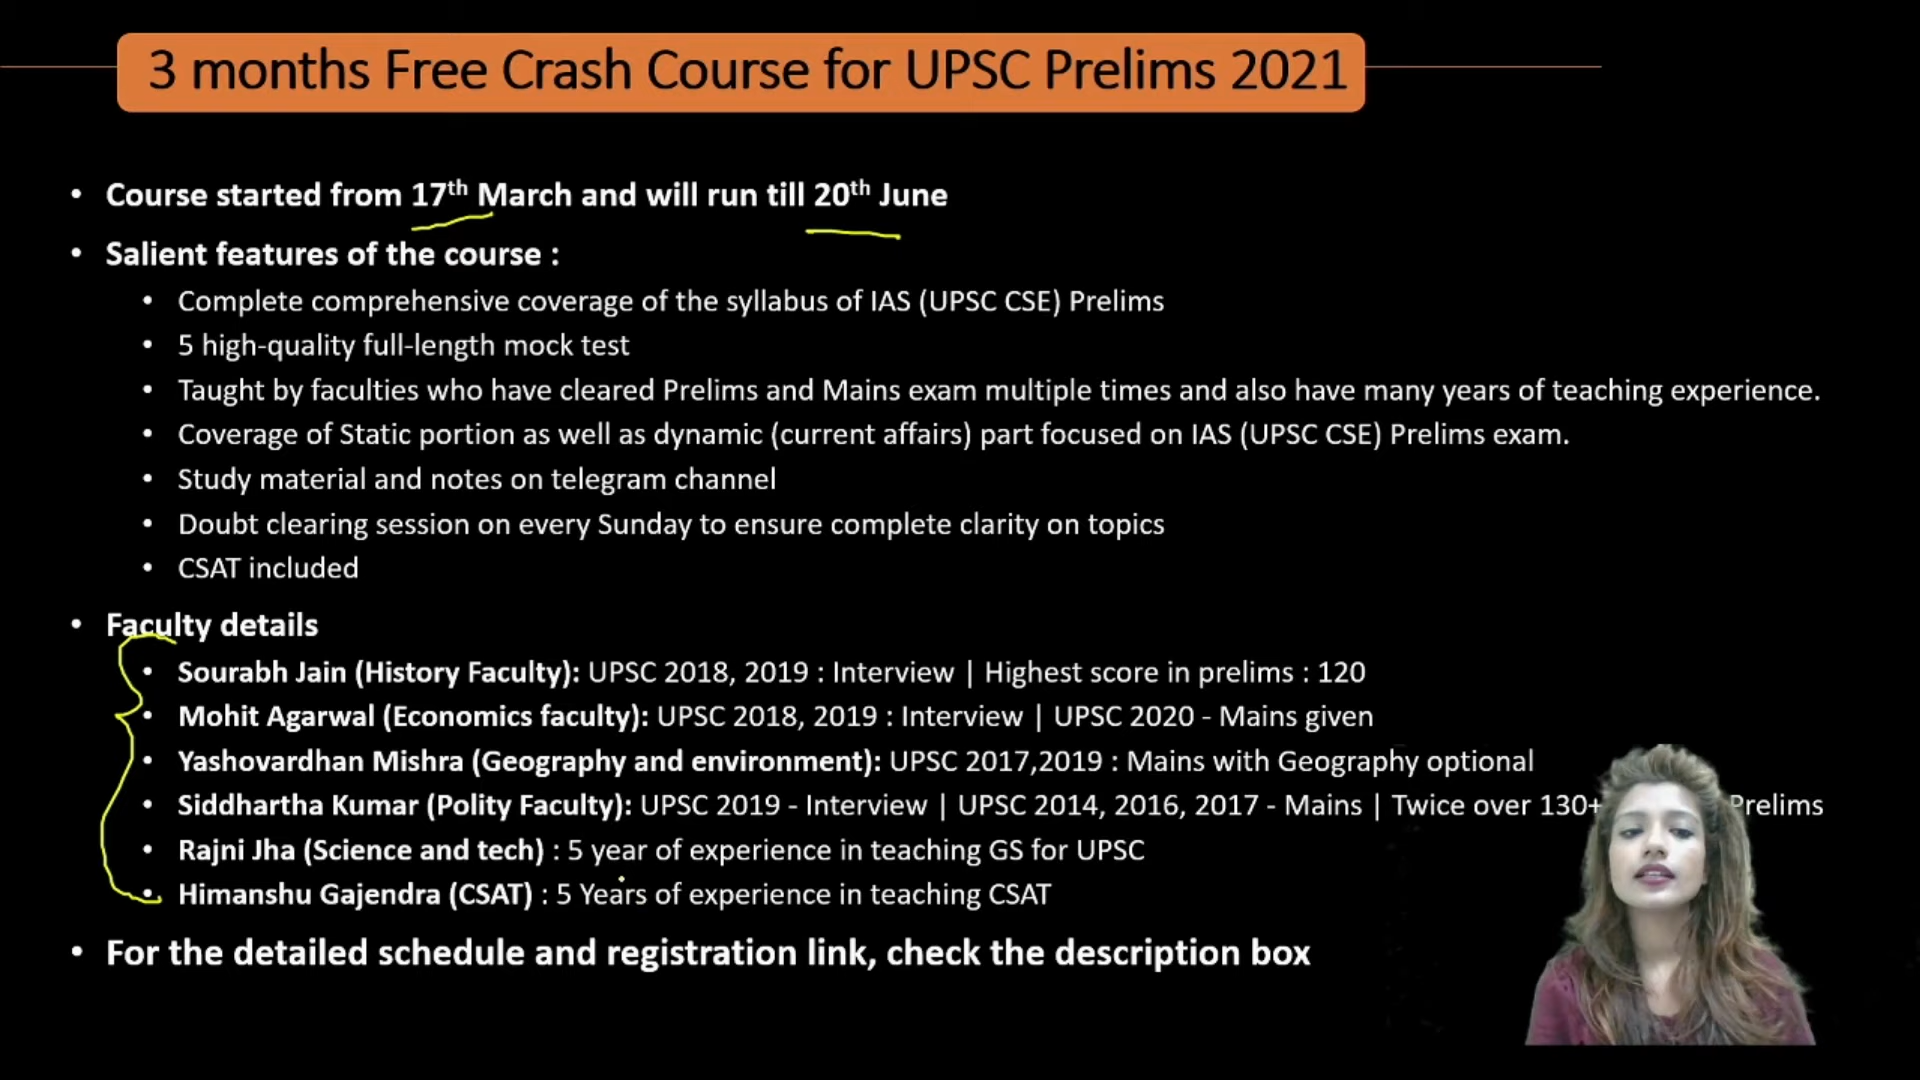 3 months Free Crash Course for UPSC Prelims 2021
• Course started from 17th March and will run till 20th June
• Salient features of the course :
• Complete comprehensive coverage of the syllabus of IAS (UPSC CSE) Prelims
• 5 high-quality full-length mock test
• Taught by faculties who have cleared Prelims and Mains exam multiple times and also have many years of teaching experience.
• Coverage of Static portion as well as dynamic (current affairs) part focused on IAS (UPSC CSE) Prelims exam.
• Study material and notes on telegram channel
• Doubt clearing session on every Sunday to ensure complete clarity on topics
• CSAT included
• Faculty details
• Sourabh Jain (History Faculty): UPSC 2018, 2019 : Interview | Highest score in prelims : 120
• Mohit Agarwal (Economics faculty): UPSC 2018, 2019 : Interview | UPSC 2020 - Mains given
• Yashovardhan Mishra (Geography and environment): UPSC 2017,2019 : Mains with Geography optional
• Siddhartha Kumar (Polity Faculty): UPSC 2019 - Interview | UPSC 2014, 2016, 2017 - Mains | Twice over 130+ Prelims
• Rajni Jha (Science and tech) : 5 year of experience in teaching GS for UPSC
• Himanshu Gajendra (CSAT) : 5 Years of experience in teaching CSAT
• For the detailed schedule and registration link, check the description box